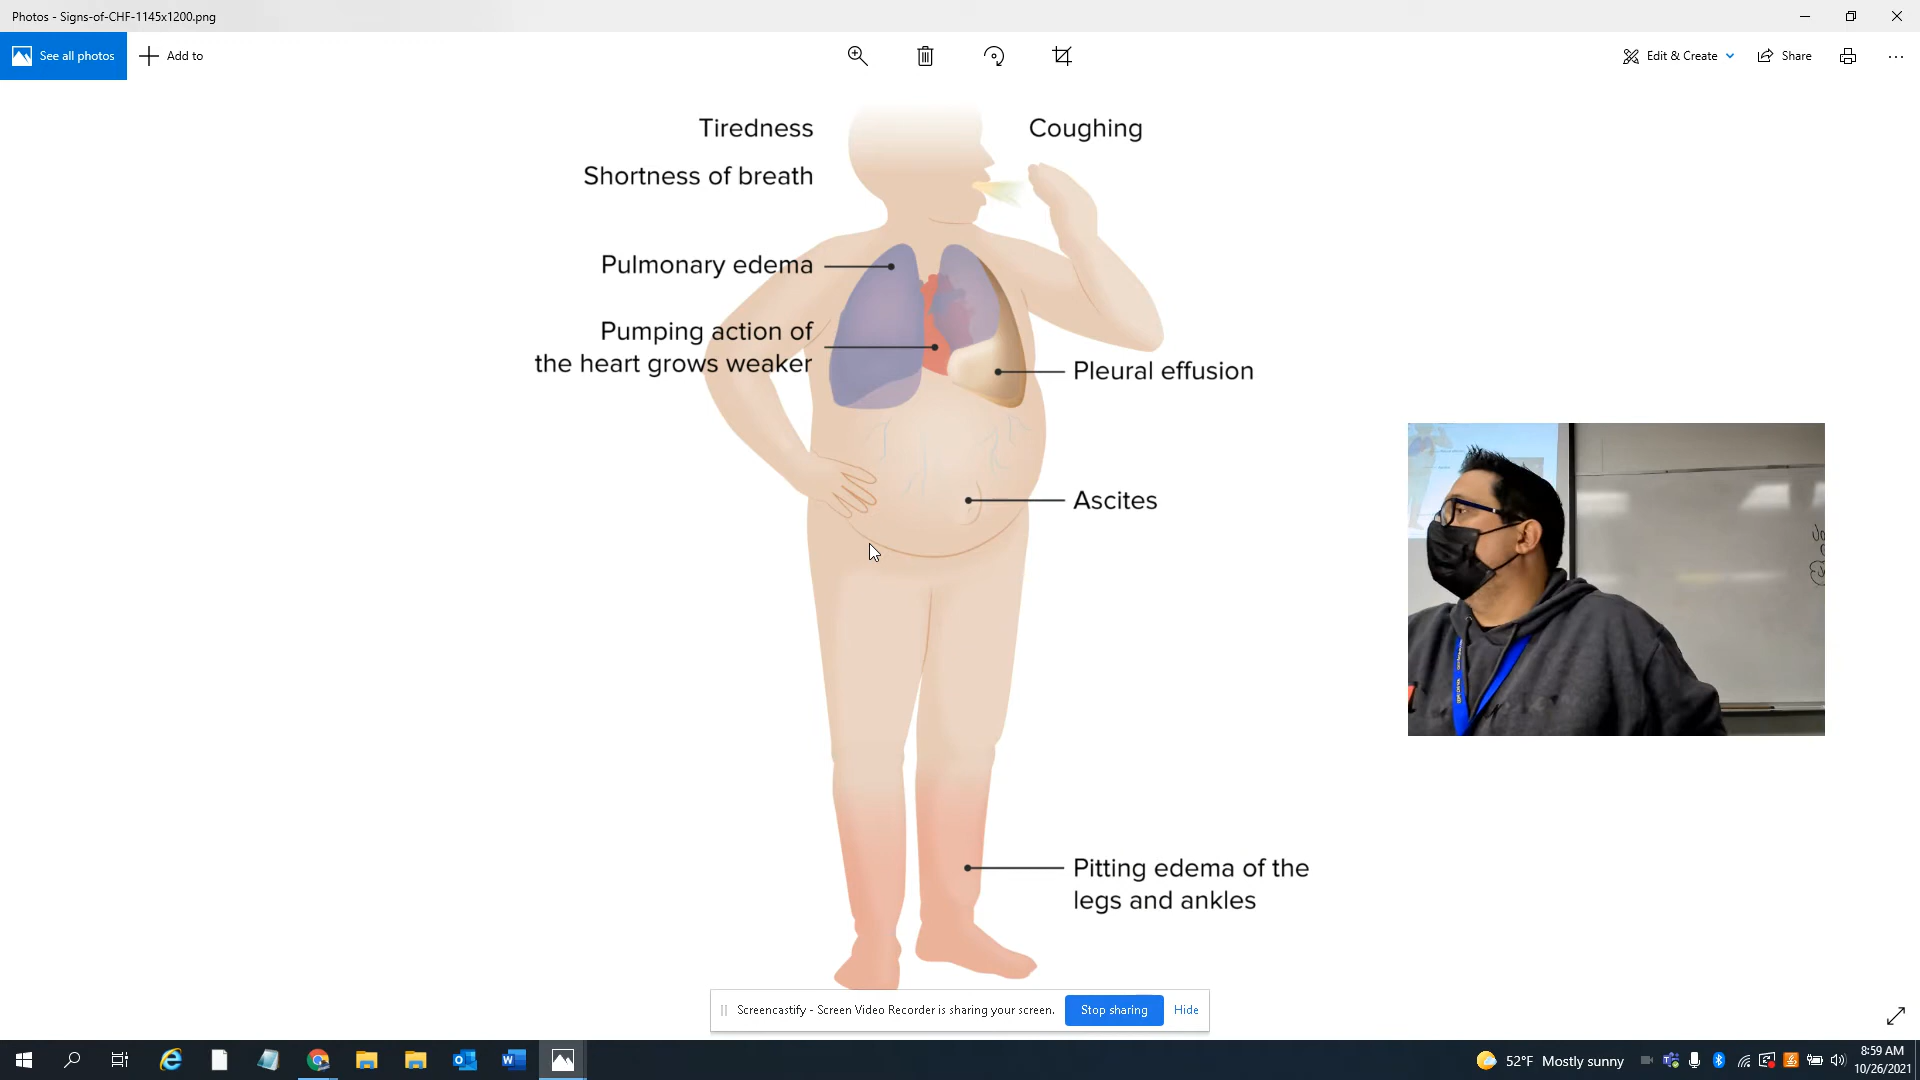 Photos - Signs-of-CHF-1145x1200.png
See all photos
Add to
Edit & Create
Share
Tiredness
Coughing
Shortness of breath
Pulmonary edema
Pumping action of
the heart grows weaker
Pleural effusion
Ascites
Pitting edema of the
legs and ankles
Screencastify - Screen Video Recorder is sharing your screen.
Stop sharing
Hide
52°F Mostly sunny
8:59 AM
10/26/2021